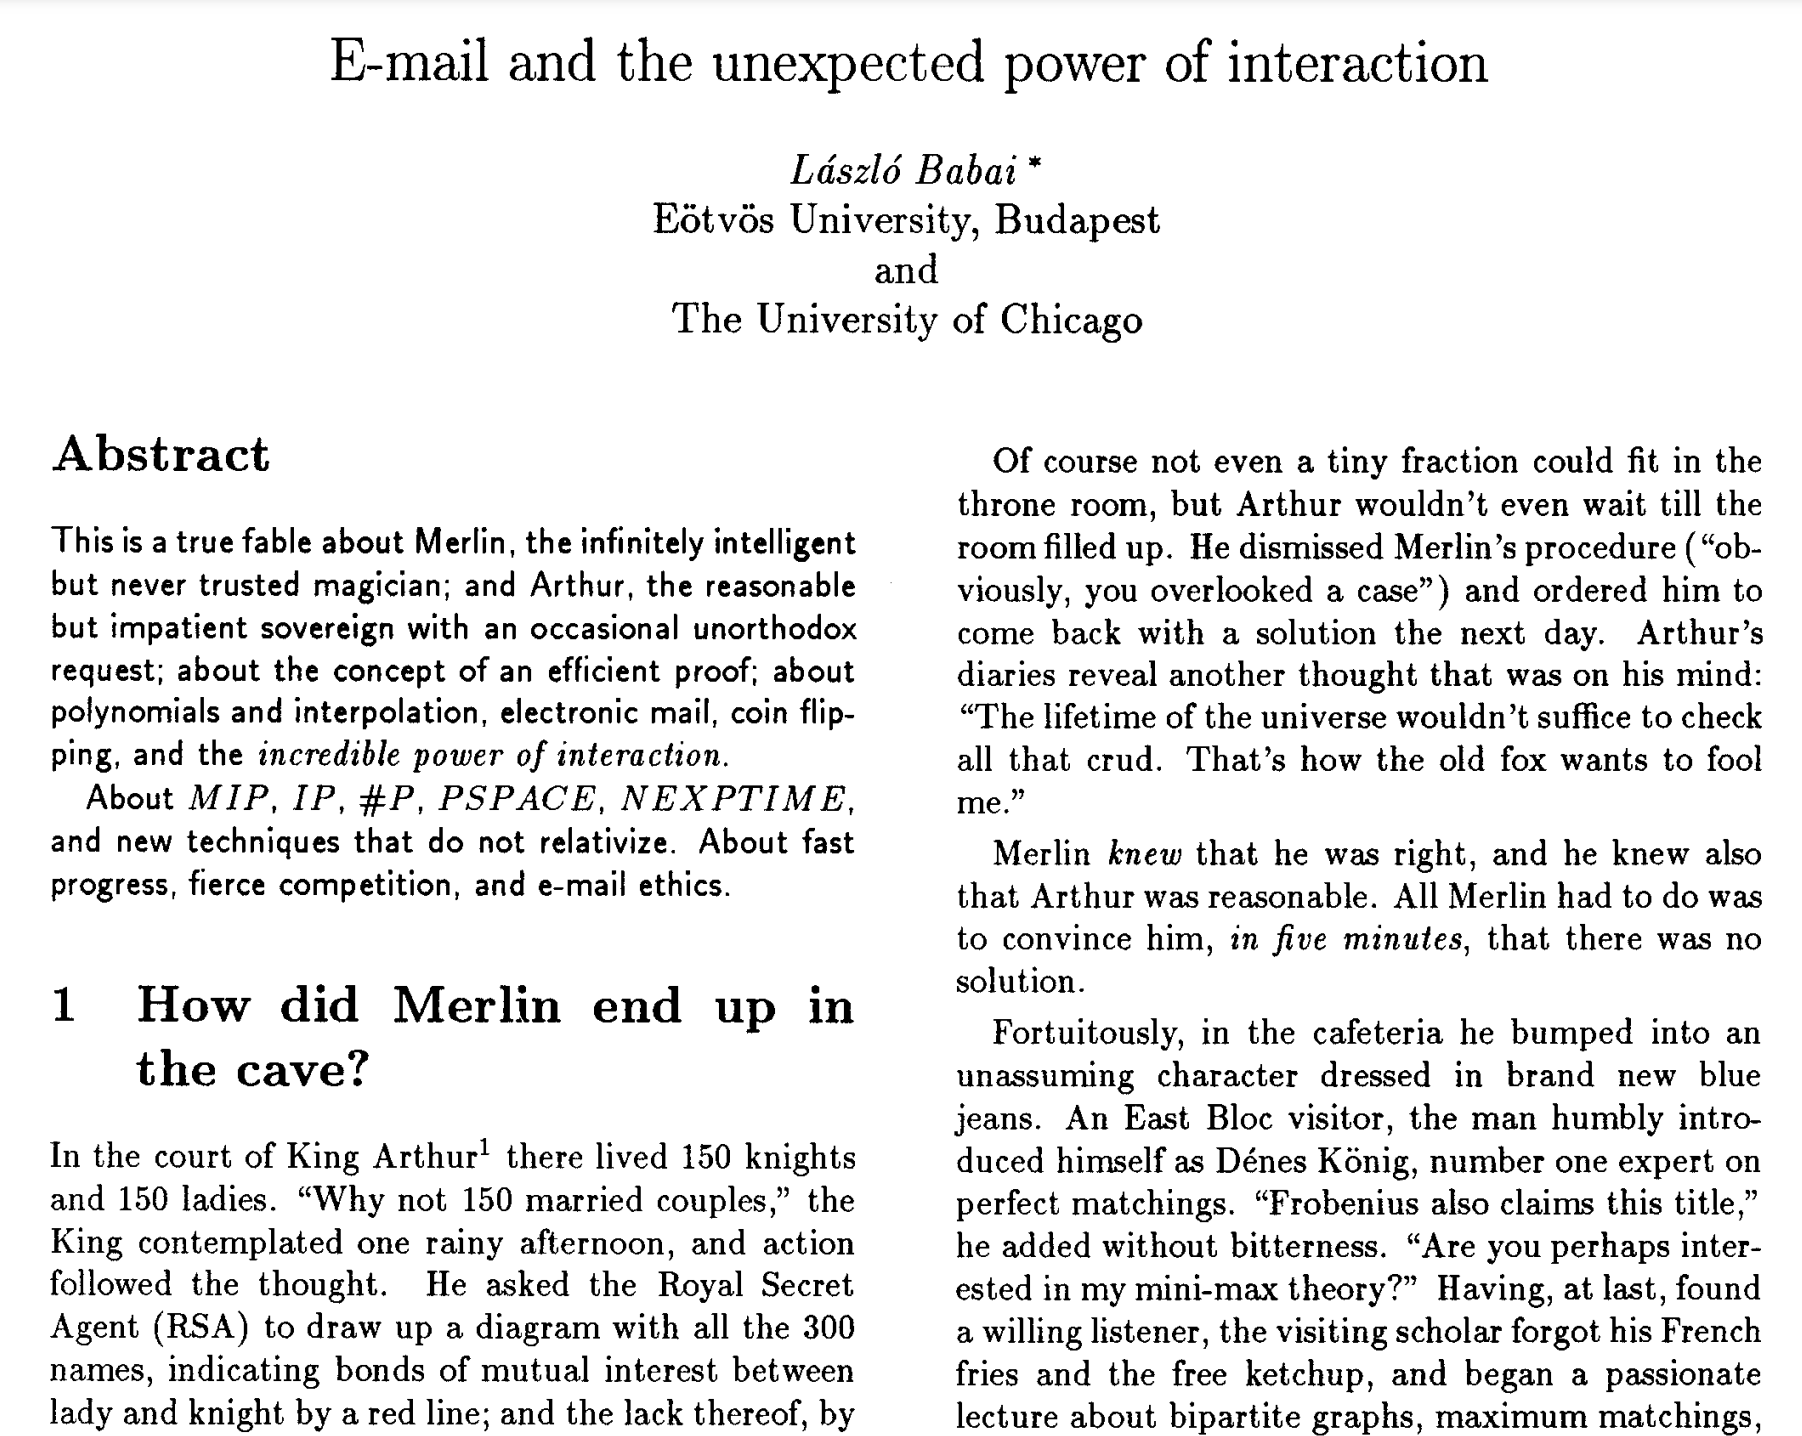 E-mail and the unexpected power of interaction
László Babai *
Eötvös University, Budapest
and
The University of Chicago
Abstract
This is a true fable about Merlin, the infinitely intelligent
but never trusted magician; and Arthur, the reasonable
but impatient sovereign with an occasional unorthodox
request; about the concept of an efficient proof; about
polynomials and interpolation, electronic mail, coin flip-
ping, and the incredible power of interaction.
About MIP, IP, #P, PSPACE, NEXPTIME,
and new techniques that do not relativize. About fast
progress, fierce competition, and e-mail ethics.
1 How did Merlin end up in
the cave?
In the court of King Arthur¹ there lived 150 knights
and 150 ladies. “Why not 150 married couples,” the
King contemplated one rainy afternoon, and action
followed the thought. He asked the Royal Secret
Agent (RSA) to draw up a diagram with all the 300
names, indicating bonds of mutual interest between
lady and knight by a red line; and the lack thereof, by
Of course not even a tiny fraction could fit in the
throne room, but Arthur wouldn’t even wait till the
room filled up. He dismissed Merlin’s procedure (“ob-
viously, you overlooked a case”) and ordered him to
come back with a solution the next day. Arthur’s
diaries reveal another thought that was on his mind:
“The lifetime of the universe wouldn’t suffice to check
all that crud. That’s how the old fox wants to fool
me.”
Merlin knew that he was right, and he knew also
that Arthur was reasonable. All Merlin had to do was
to convince him, in five minutes, that there was no
solution.
Fortuitously, in the cafeteria he bumped into an
unassuming character dressed in brand new blue
jeans. An East Bloc visitor, the man humbly intro-
duced himself as Dénes König, number one expert on
perfect matchings. “Frobenius also claims this title,”
he added without bitterness. “Are you perhaps inter-
ested in my mini-max theory?” Having, at last, found
a willing listener, the visiting scholar forgot his French
fries and the free ketchup, and began a passionate
lecture about bipartite graphs, maximum matchings,